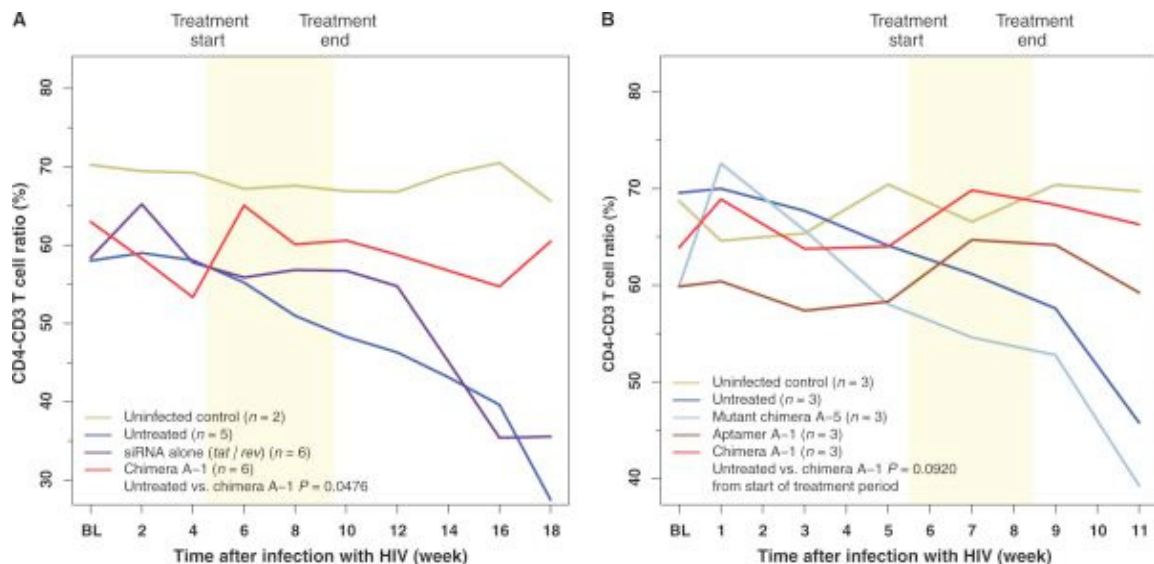 A
Treatment
start
Treatment
end
CD4-CD3 T cell ratio (%)
80
70
60
50
40
30
Uninfected control (n = 2)
Untreated (n = 5)
siRNA alone (tat / rev) (n = 6)
Chimera A-1 (n = 6)
Untreated vs. chimera A-1 P = 0.0476
BL 2 4 6 8 10 12 14 16 18
Time after infection with HIV (week)
B
Treatment
start
Treatment
end
CD4-CD3 T cell ratio (%)
80
70
60
50
40
Uninfected control (n = 3)
Untreated (n = 3)
Mutant chimera A-5 (n = 3)
Aptamer A-1 (n = 3)
Chimera A-1 (n = 3)
Untreated vs. chimera A-1 P = 0.0920
from start of treatment period
BL 1 2 3 4 5 6 7 8 9 10 11
Time after infection with HIV (week)